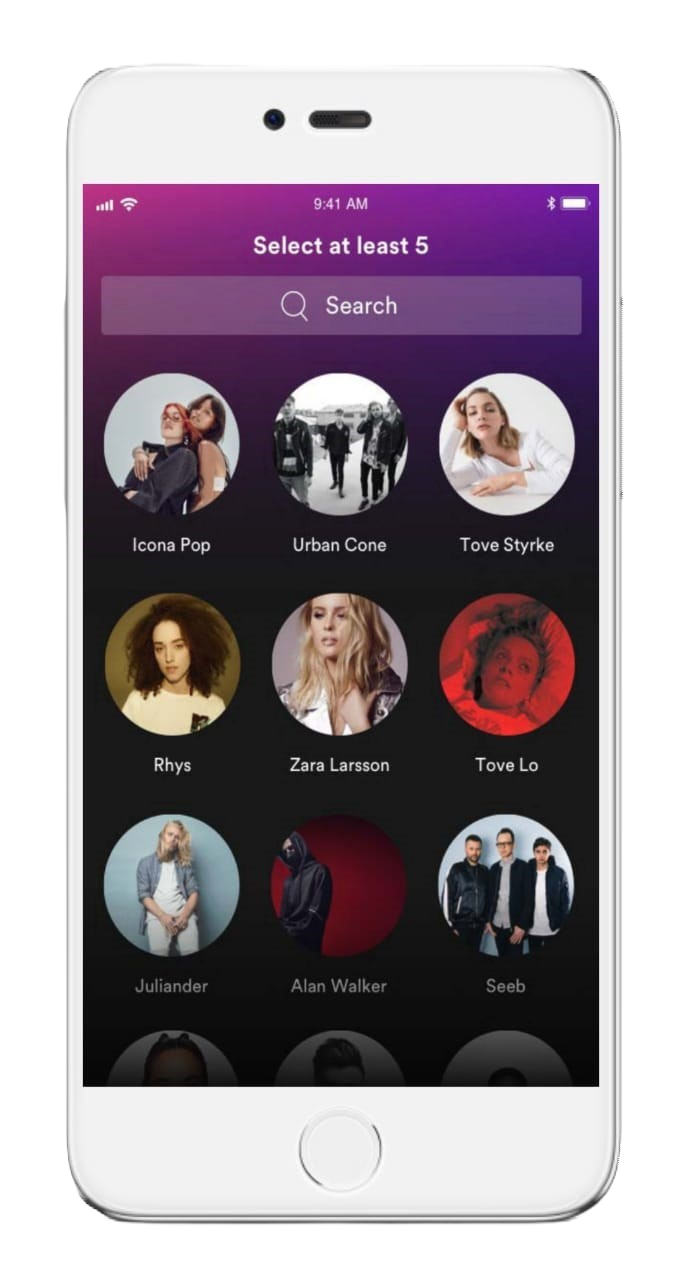 9:41 AM
Select at least 5
Search
Icona Pop
Urban Cone
Tove Styrke
Rhys
Zara Larsson
Tove Lo
Juliander
Alan Walker
Seeb